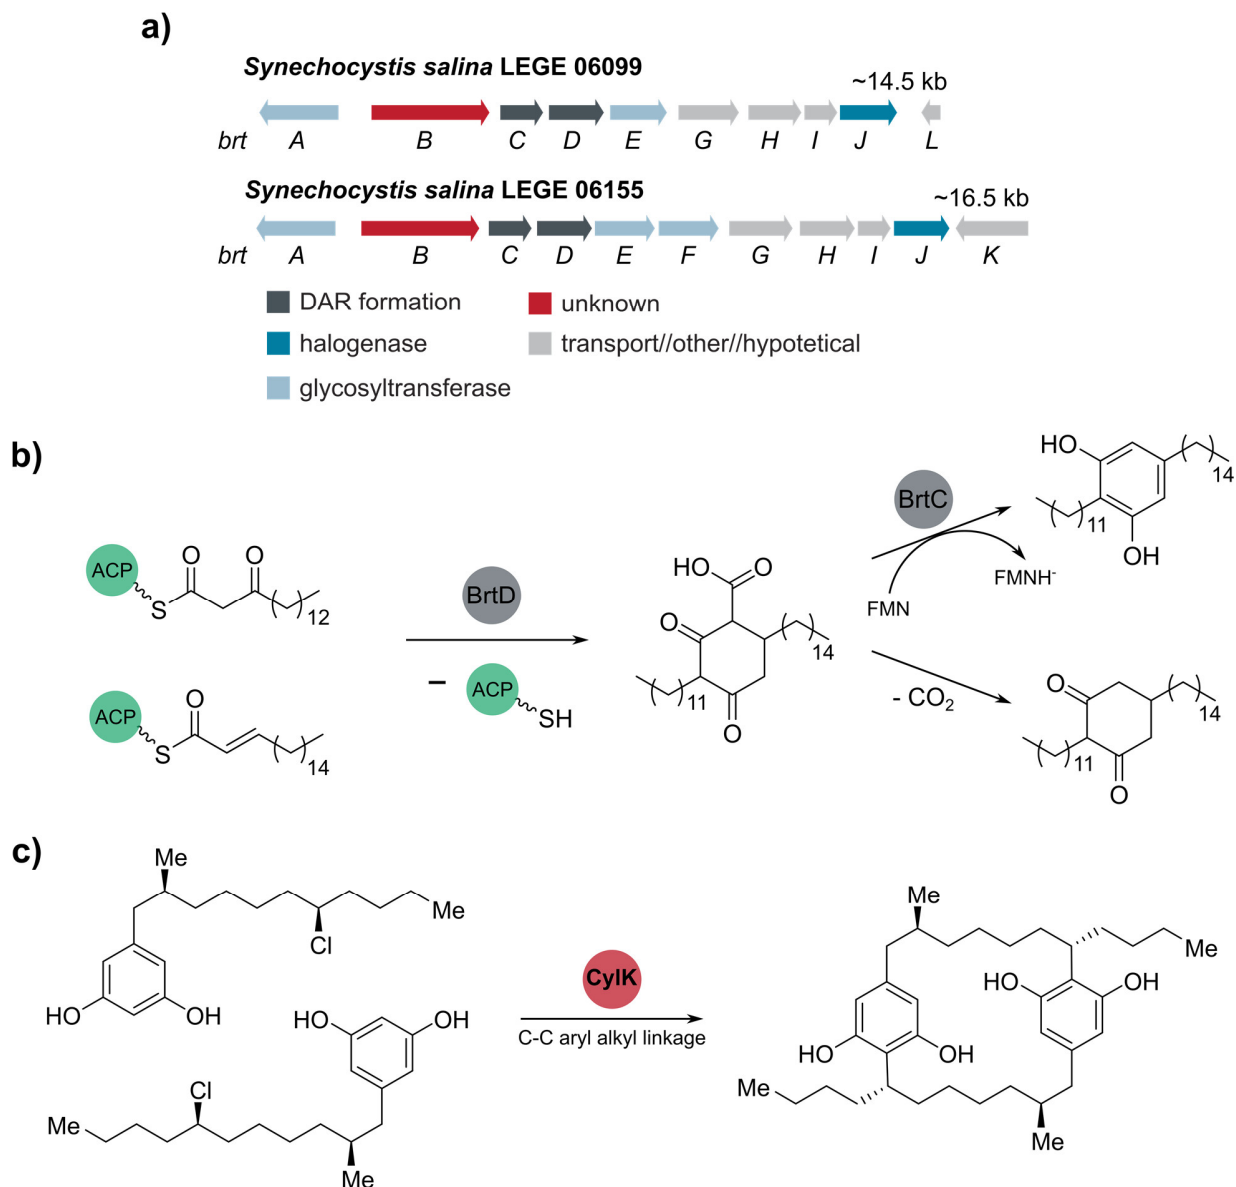 a)
Synechocystis salina LEGE 06099
~14.5 kb
brt A B C D E G H I J L
Synechocystis salina LEGE 06155
~16.5 kb
brt A B C D E F G H I J K
DAR formation
unknown
halogenase
transport//other//hypotetical
glycosyltransferase
b)
ACP
S
O
O
12
ACP
S
O
14
BrtD
– ACP
SH
HO
O
O
14
11
O
BrtC
FMN
FMNH-
HO
14
11
OH
- CO2
O
14
11
O
c)
Me
Me
Cl
HO
OH
HO
OH
Cl
Me
Me
CylK
C-C aryl alkyl linkage
Me
Me
HO
OH
HO
OH
Me
Me